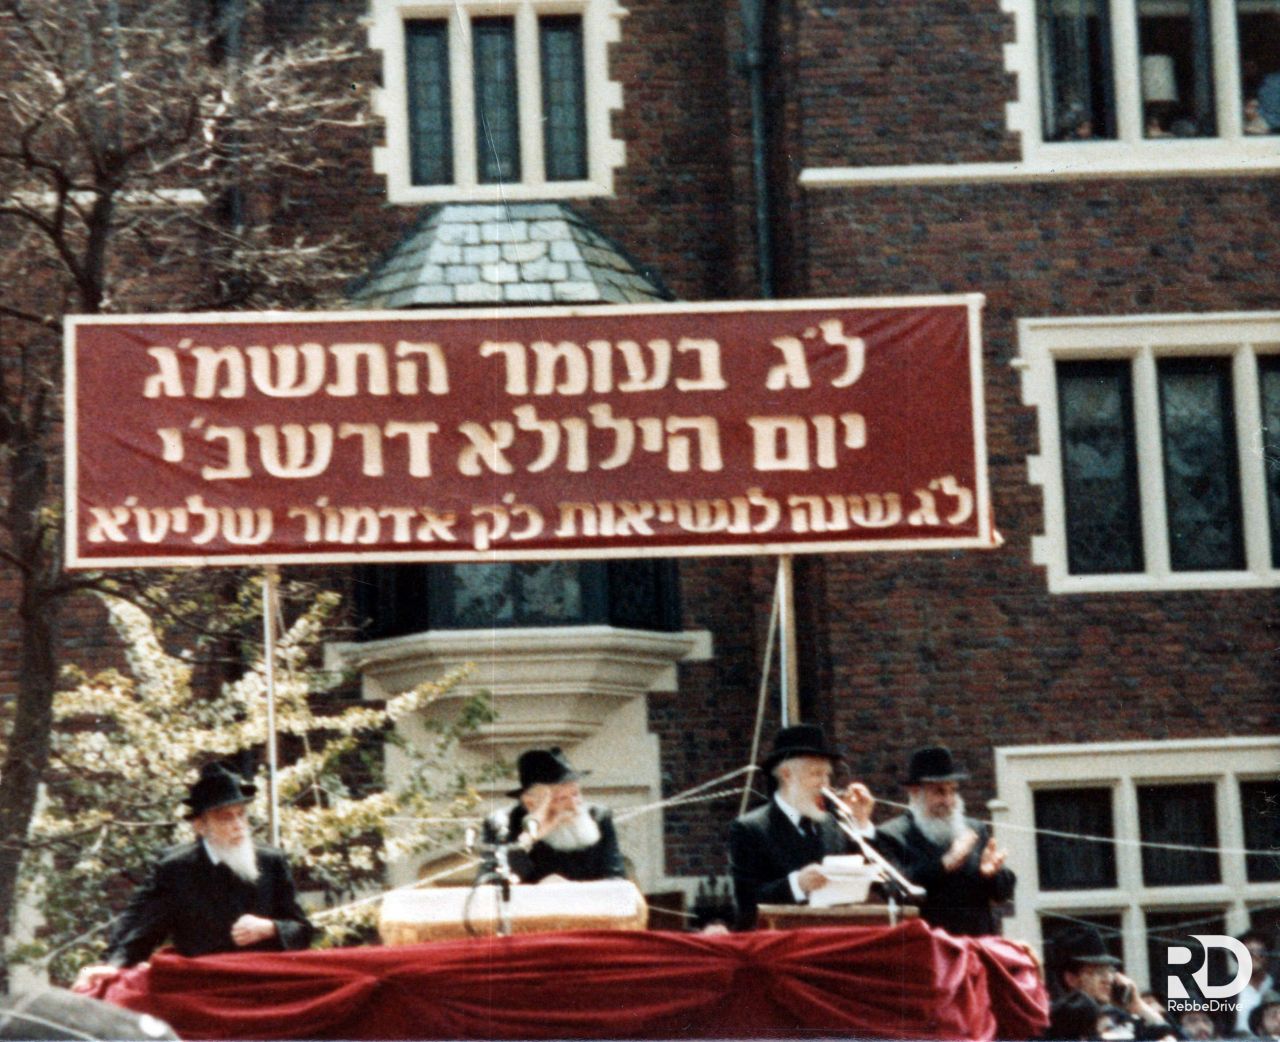 ל״ג בעומר התשמ״ג
יום הילולא דרשב״י
ל״ג שנה לנשיאות כ״ק אדמו״ר שליט״א
RD
RebbeDrive